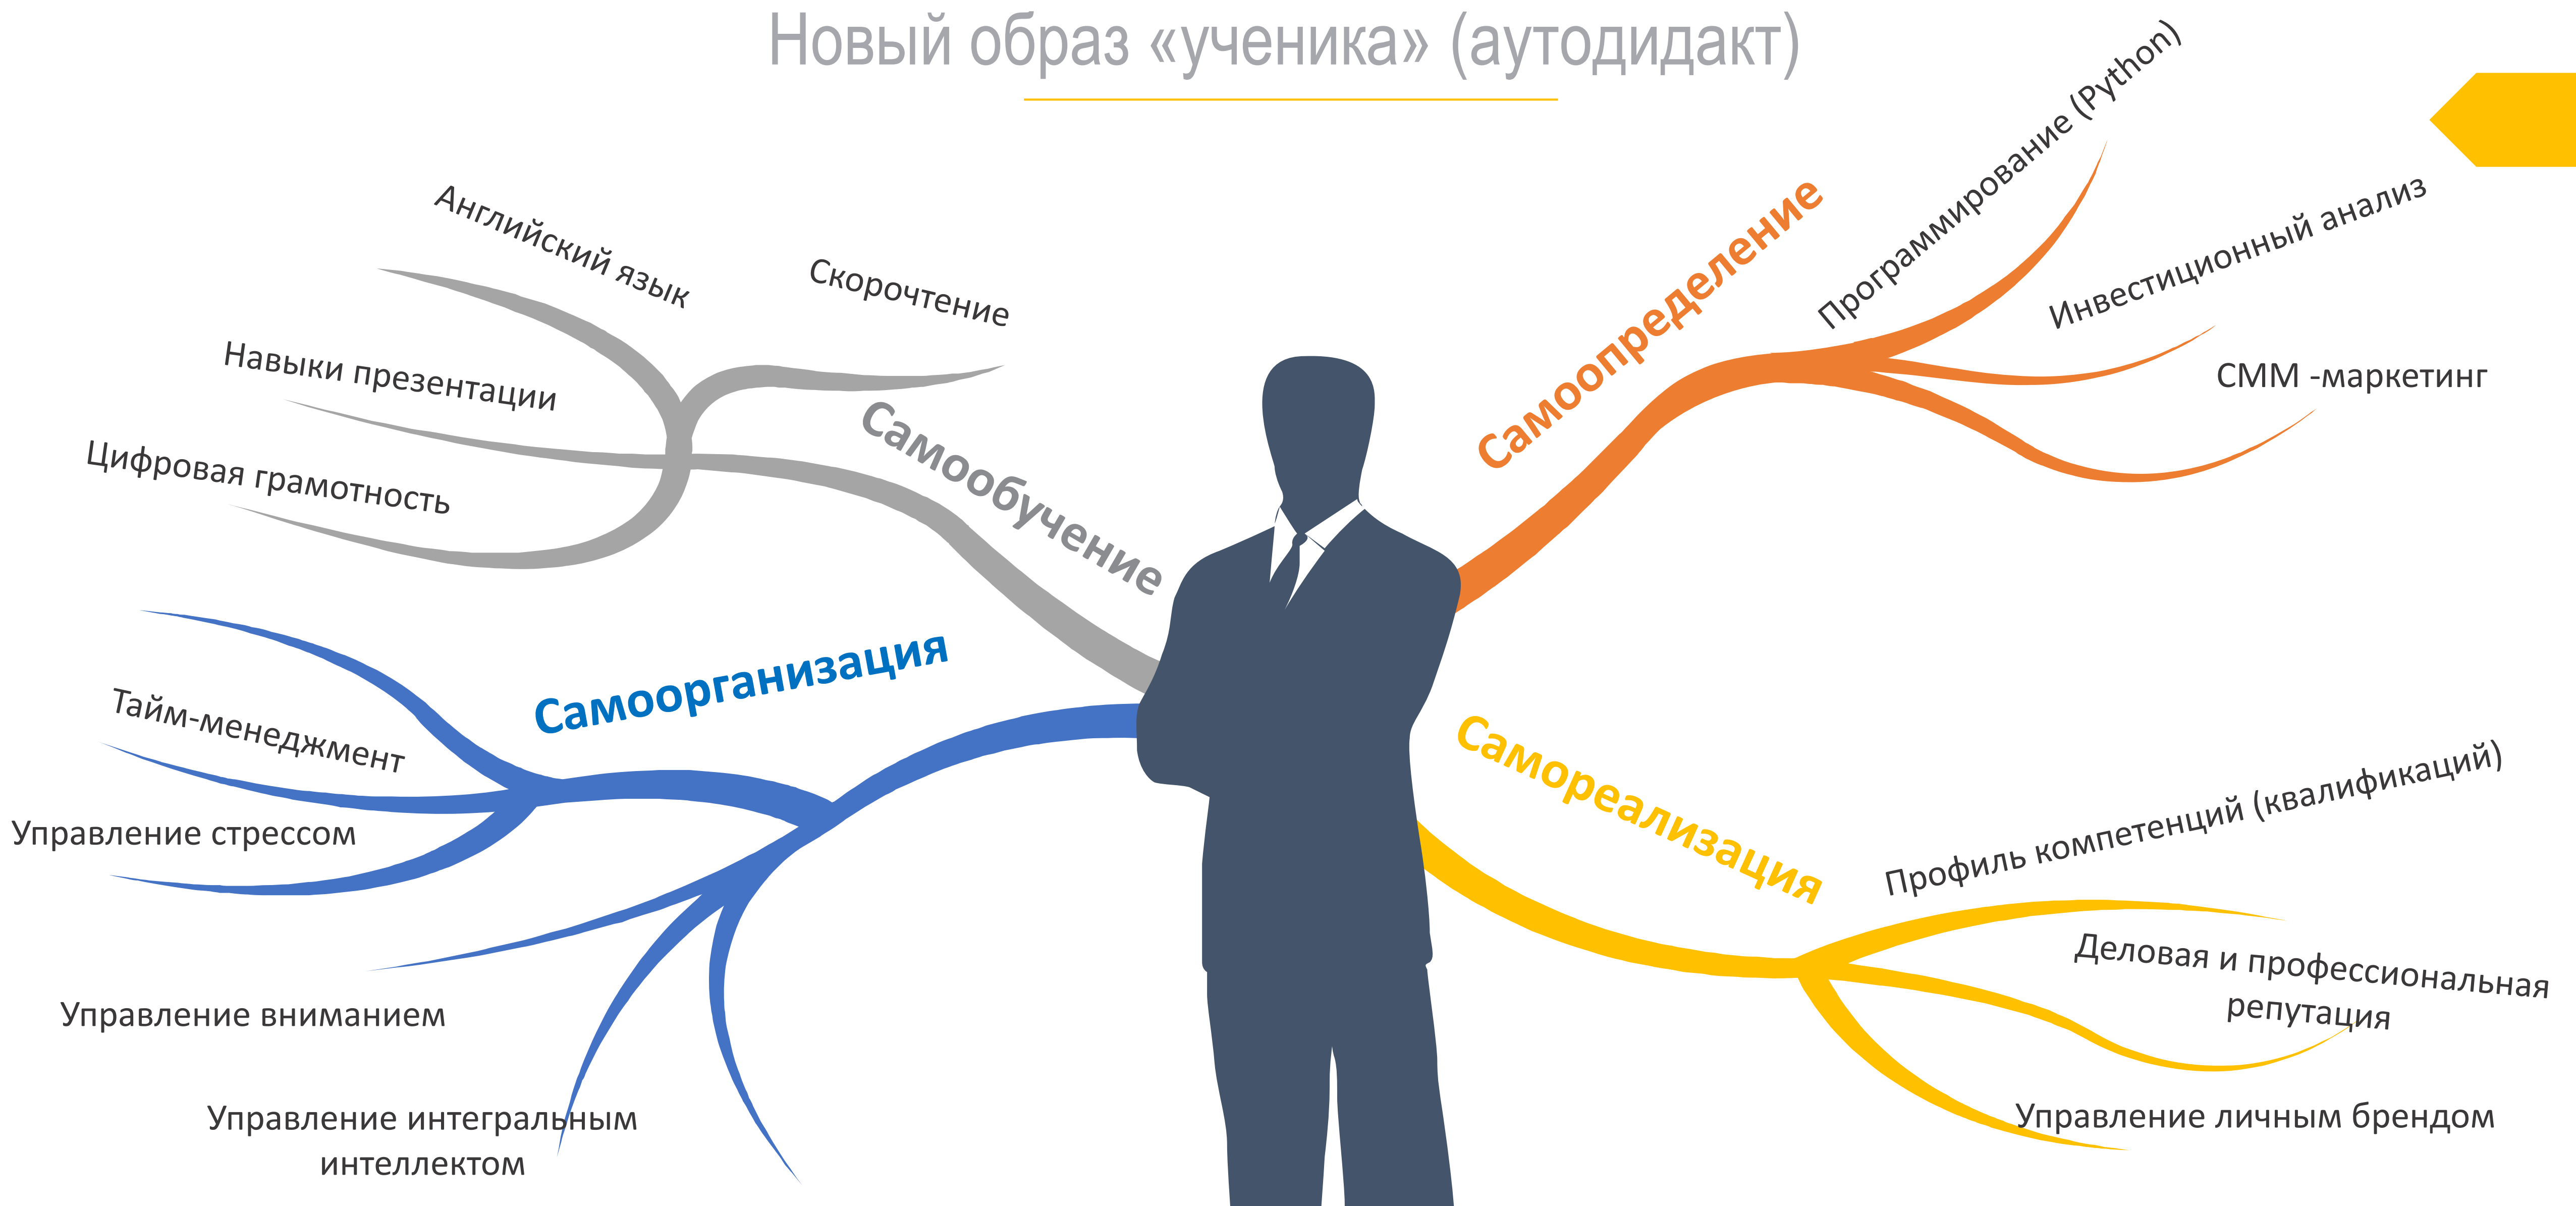 Новый образ «ученика» (аутодидакт)
Английский язык
Скорочтение
Навыки презентации
Цифровая грамотность
Самообучение
Самоопределение
Программирование (Python)
Инвестиционный анализ
СММ -маркетинг
Самоорганизация
Тайм-менеджмент
Управление стрессом
Управление вниманием
Управление интегральным
интеллектом
Самореализация
Профиль компетенций (квалификаций)
Деловая и профессиональная
репутация
Управление личным брендом